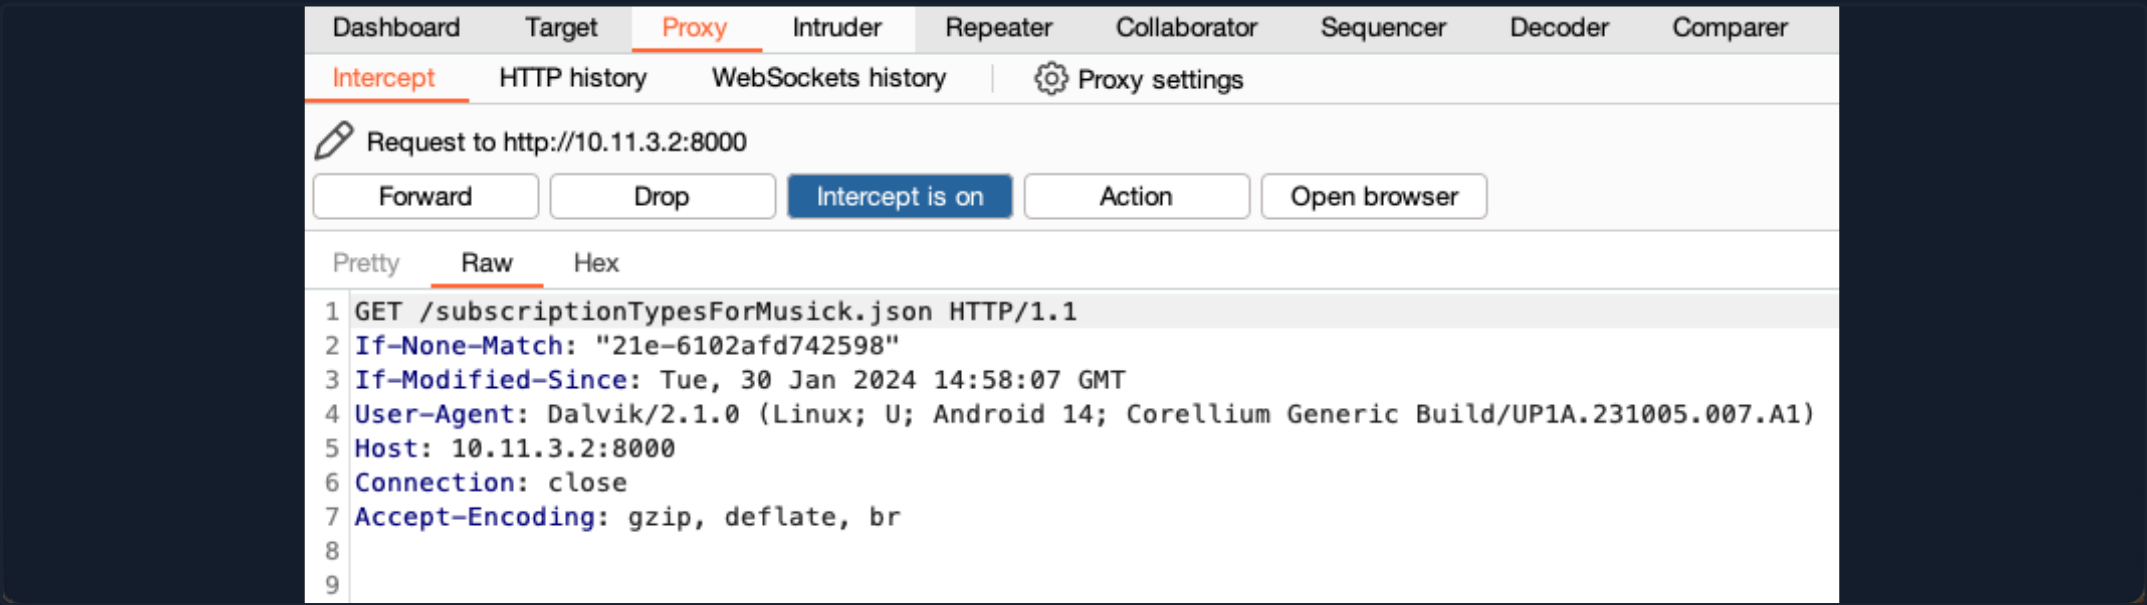 Dashboard Target Proxy Intruder Repeater Collaborator Sequencer Decoder Comparer
Intercept HTTP history WebSockets history Proxy settings
Request to http://10.11.3.2:8000
Forward Drop Intercept is on Action Open browser
Pretty Raw Hex
1 GET /subscriptionTypesForMusick.json HTTP/1.1
2 If-None-Match: "21e-6102afd742598"
3 If-Modified-Since: Tue, 30 Jan 2024 14:58:07 GMT
4 User-Agent: Dalvik/2.1.0 (Linux; U; Android 14; Corellium Generic Build/UP1A.231005.007.A1)
5 Host: 10.11.3.2:8000
6 Connection: close
7 Accept-Encoding: gzip, deflate, br
8
9